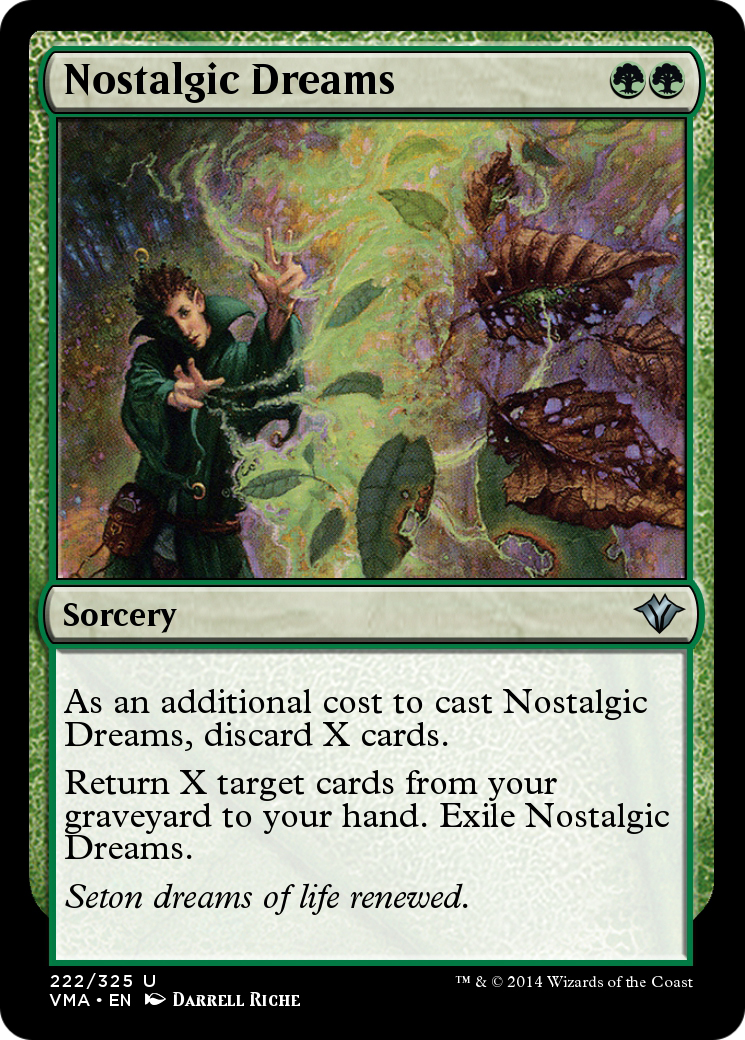 Nostalgic Dreams
Sorcery
As an additional cost to cast Nostalgic
Dreams, discard X cards.
Return X target cards from your
graveyard to your hand. Exile Nostalgic
Dreams.
Seton dreams of life renewed.
222/325 U
™ & © 2014 Wizards of the Coast
VMA • EN Darrell Riche